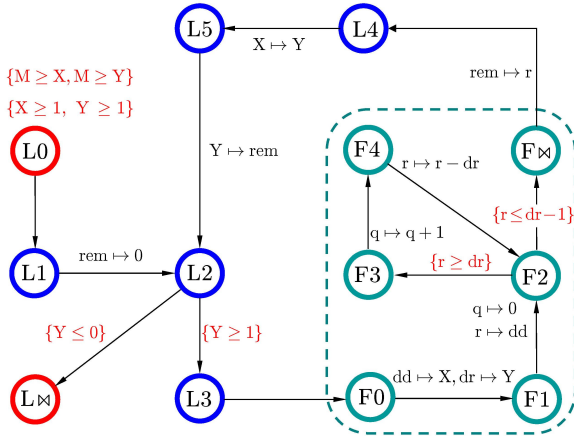 L5
L4
X ↦ Y
{M ≥ X, M ≥ Y}
{X ≥ 1, Y ≥ 1}
rem ↦ r
L0
Y ↦ rem
F4
F⋈
r ↦ r − dr
{r ≤ dr−1}
q ↦ q + 1
rem ↦ 0
L1
L2
F3
{r ≥ dr}
F2
q ↦ 0
r ↦ dd
{Y ≤ 0}
{Y ≥ 1}
dd ↦ X, dr ↦ Y
L⋈
L3
F0
F1